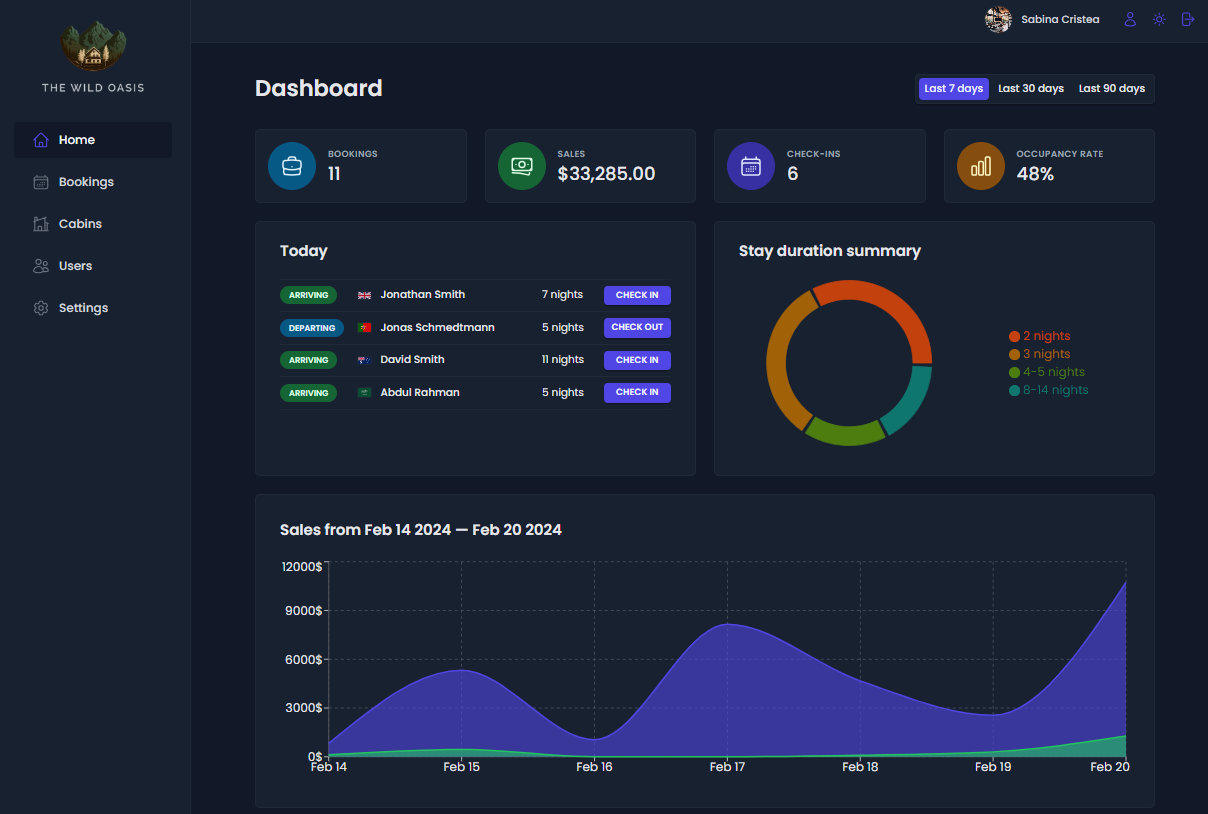 THE WILD OASIS
Sabina Cristea
Home
Bookings
Cabins
Users
Settings
Dashboard
Last 7 days Last 30 days Last 90 days
BOOKINGS
11
SALES
$33,285.00
CHECK-INS
6
OCCUPANCY RATE
48%
Today
ARRIVING Jonathan Smith 7 nights CHECK IN
DEPARTING Jonas Schmedtmann 5 nights CHECK OUT
ARRIVING David Smith 11 nights CHECK IN
ARRIVING Abdul Rahman 5 nights CHECK IN
Stay duration summary
2 nights
3 nights
4-5 nights
8-14 nights
Sales from Feb 14 2024 — Feb 20 2024
12000$
9000$
6000$
3000$
0$
Feb 14 Feb 15 Feb 16 Feb 17 Feb 18 Feb 19 Feb 20